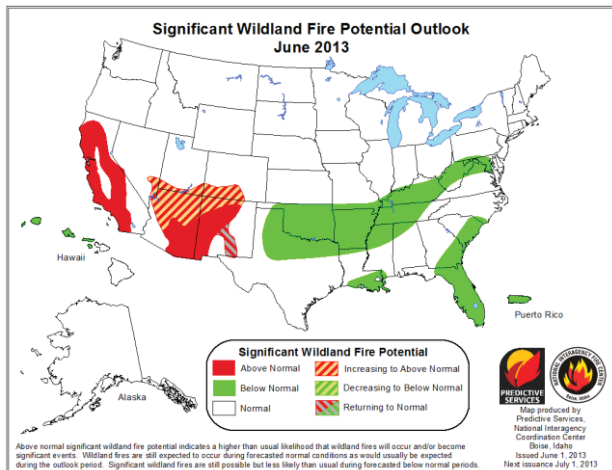 Significant Wildland Fire Potential Outlook
June 2013
Hawaii
Puerto Rico
Alaska
Significant Wildland Fire Potential
Above Normal
Increasing to Above Normal
Below Normal
Decreasing to Below Normal
Normal
Returning to Normal
PREDICTIVE
SERVICES
NATIONAL INTERAGENCY FIRE CENTER
Boise, Idaho
Map produced by
Predictive Services,
National Interagency
Coordination Center
Boise, Idaho
Issued June 1, 2013
Next issuance July 1, 2013
Above normal significant wildland fire potential indicates a higher than usual likelihood that wildland fires will occur and/or become
significant events. Wildland fires are still expected to occur during forecasted normal conditions as would usually be expected
during the outlook period. Significant wildland fires are still possible but less likely than usual during forecasted below normal periods.